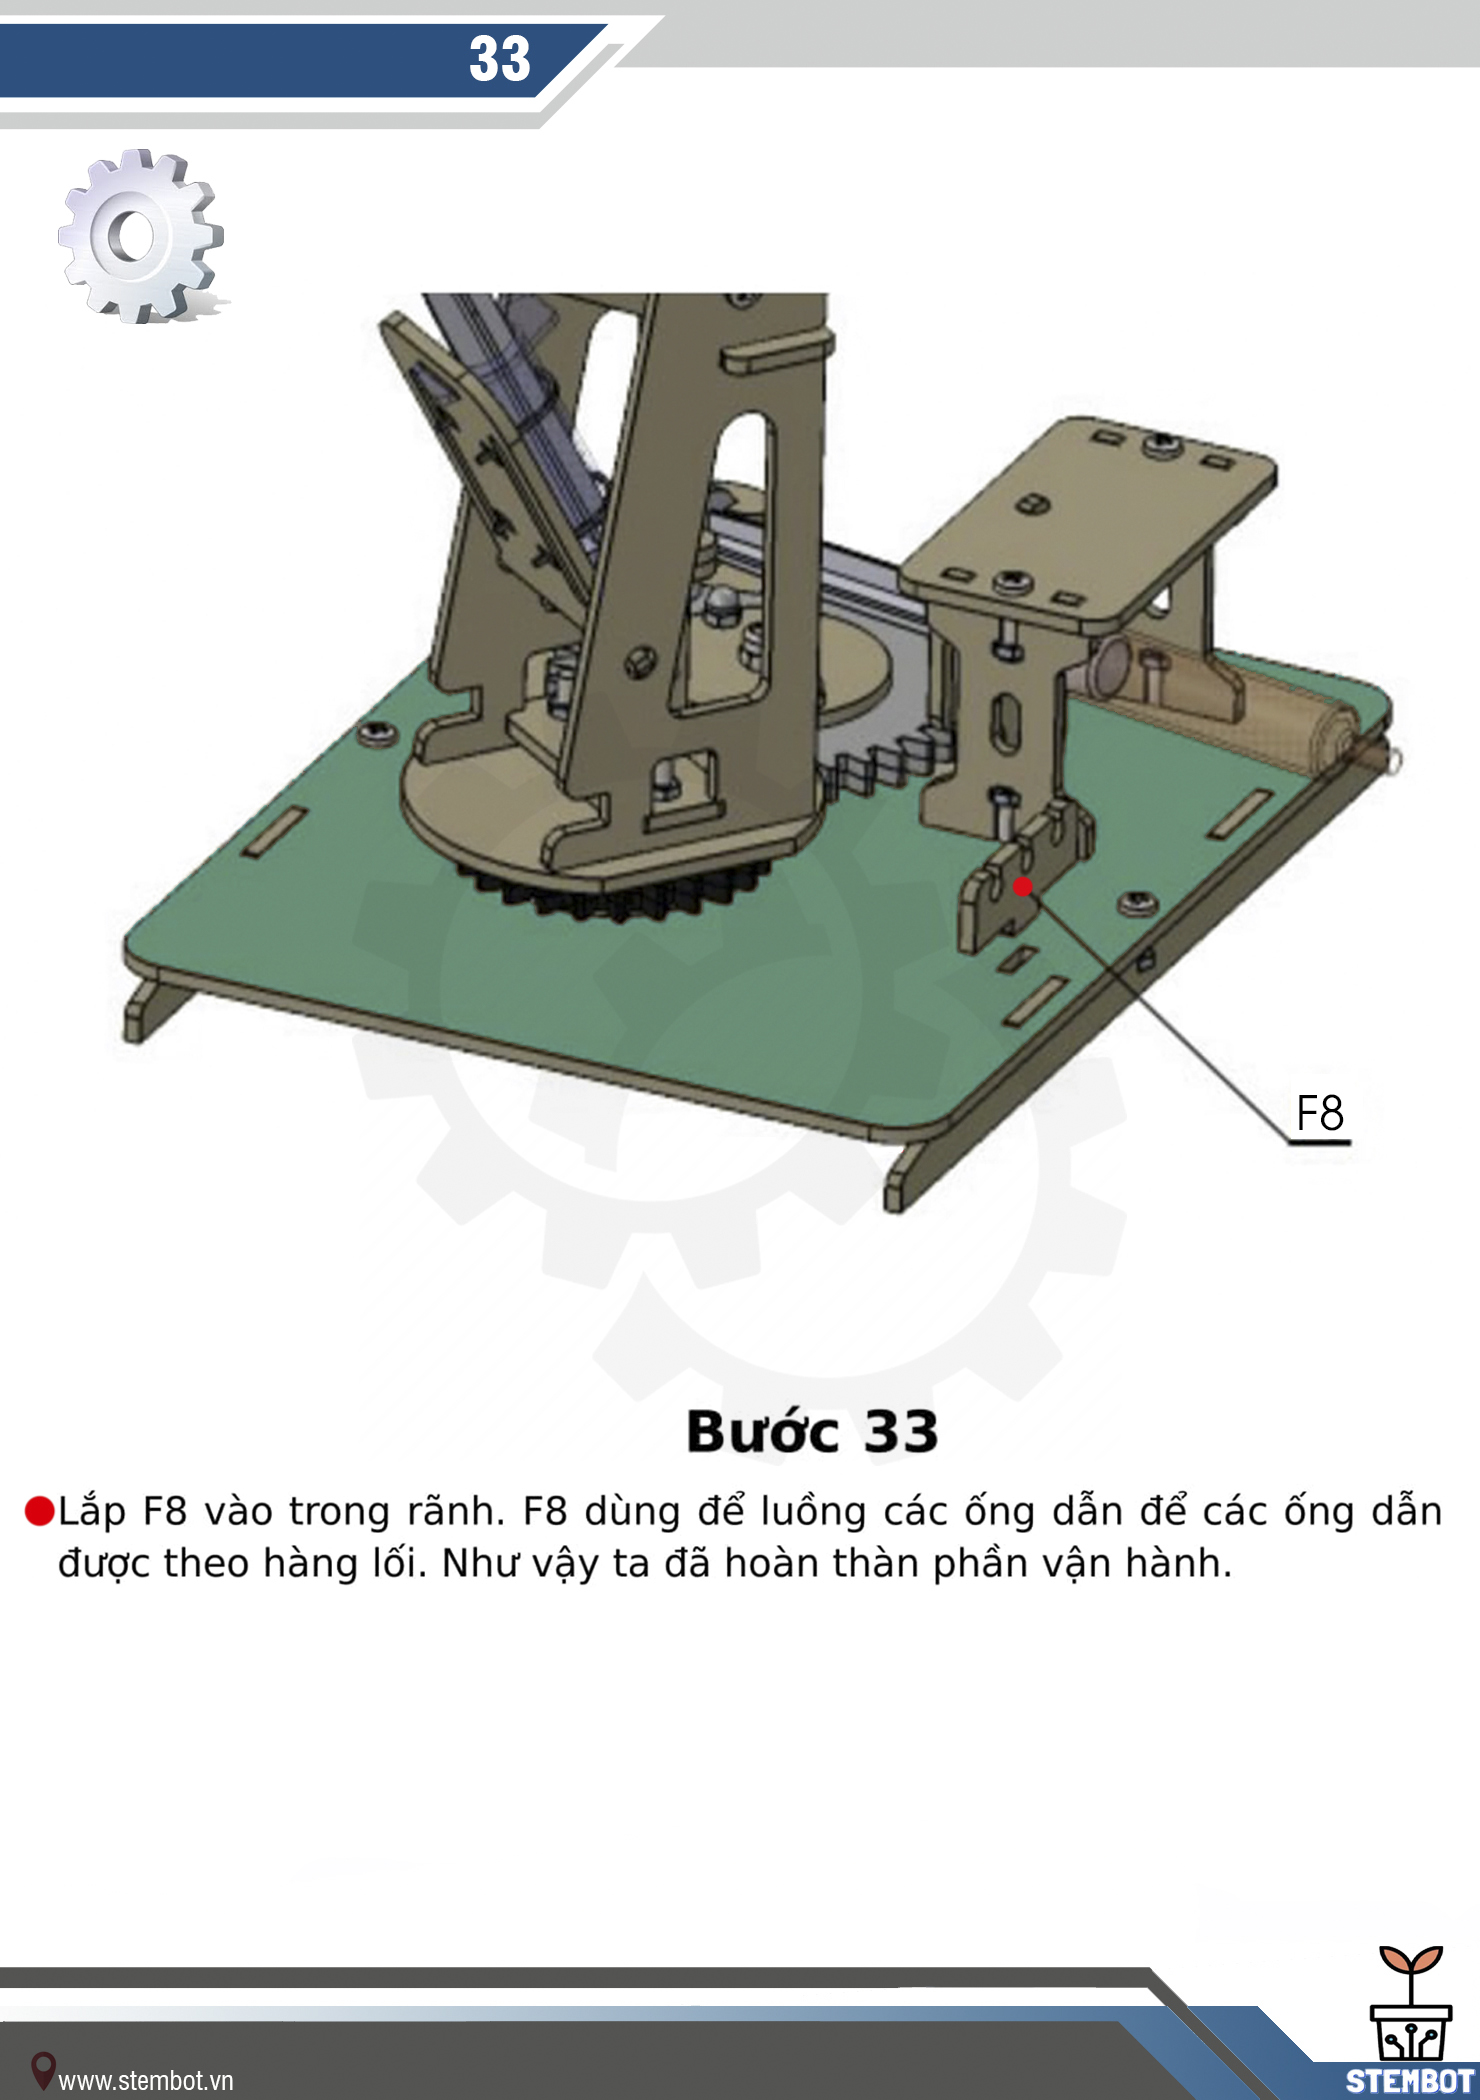 33
F8
Bước 33
Lắp F8 vào trong rãnh. F8 dùng để luồng các ống dẫn để các ống dẫn
được theo hàng lối. Như vậy ta đã hoàn thàn phần vận hành.
www.stembot.vn
STEMBOT